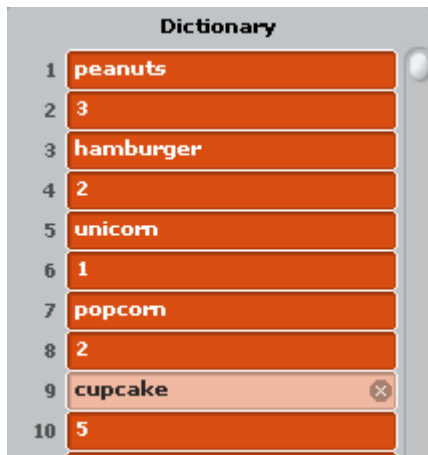 Dictionary
1 peanuts
2 3
3 hamburger
4 2
5 unicorn
6 1
7 popcorn
8 2
9 cupcake
10 5